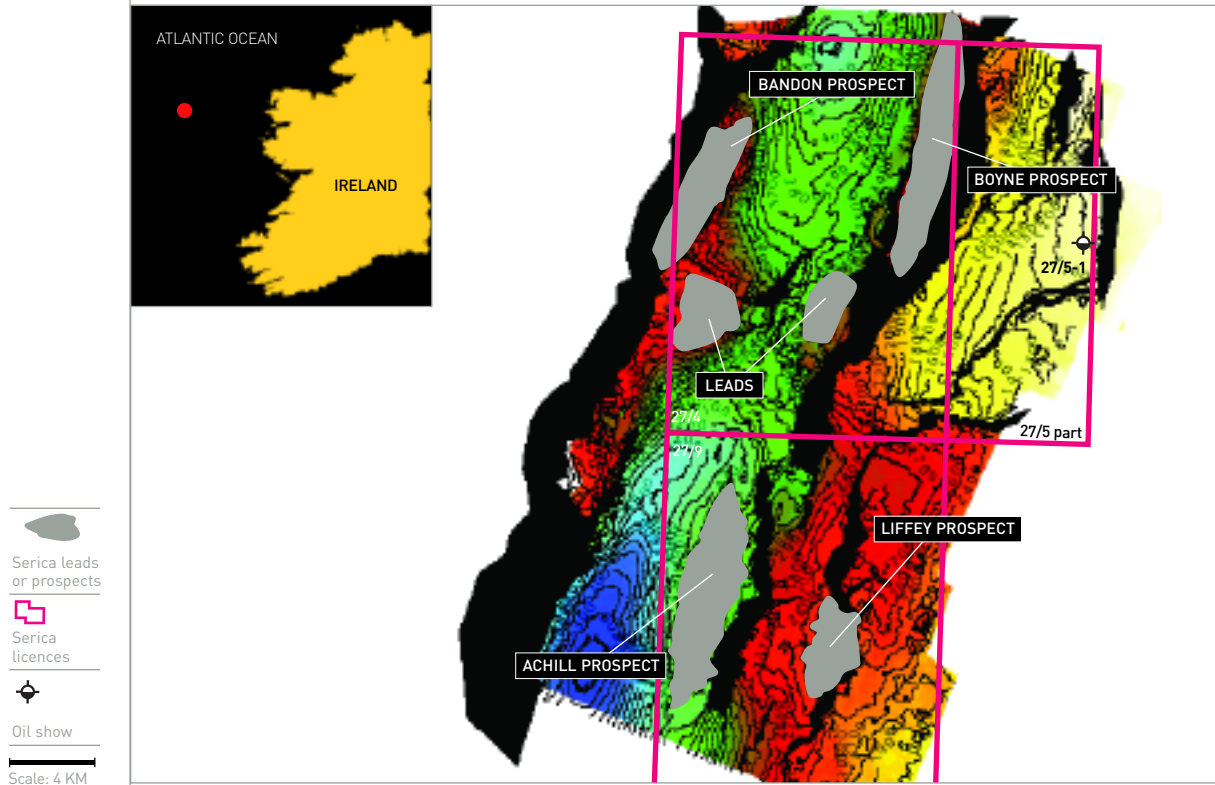 ATLANTIC OCEAN
IRELAND
BANDON PROSPECT
BOYNE PROSPECT
27/5-1
LEADS
27/4
27/5 part
27/9
LIFFEY PROSPECT
ACHILL PROSPECT
Serica leads
or prospects
Serica
licences
Oil show
Scale: 4 KM